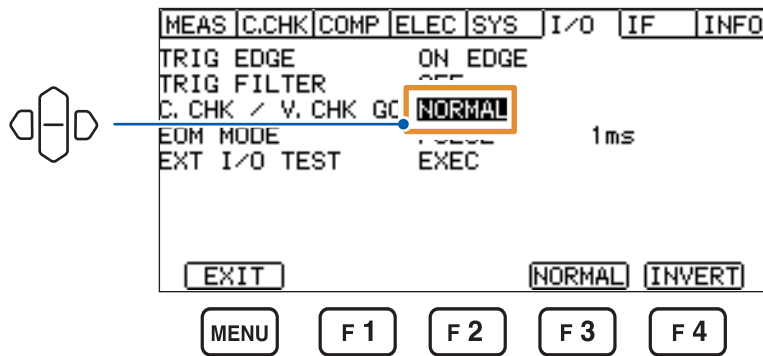 MEAS C.CHK COMP ELEC SYS I/O IF INFO
TRIG EDGE ON EDGE
TRIG FILTER
C. CHK / V. CHK GO NORMAL
EOM MODE 1ms
EXT I/O TEST EXEC
EXIT NORMAL INVERT
MENU F 1 F 2 F 3 F 4